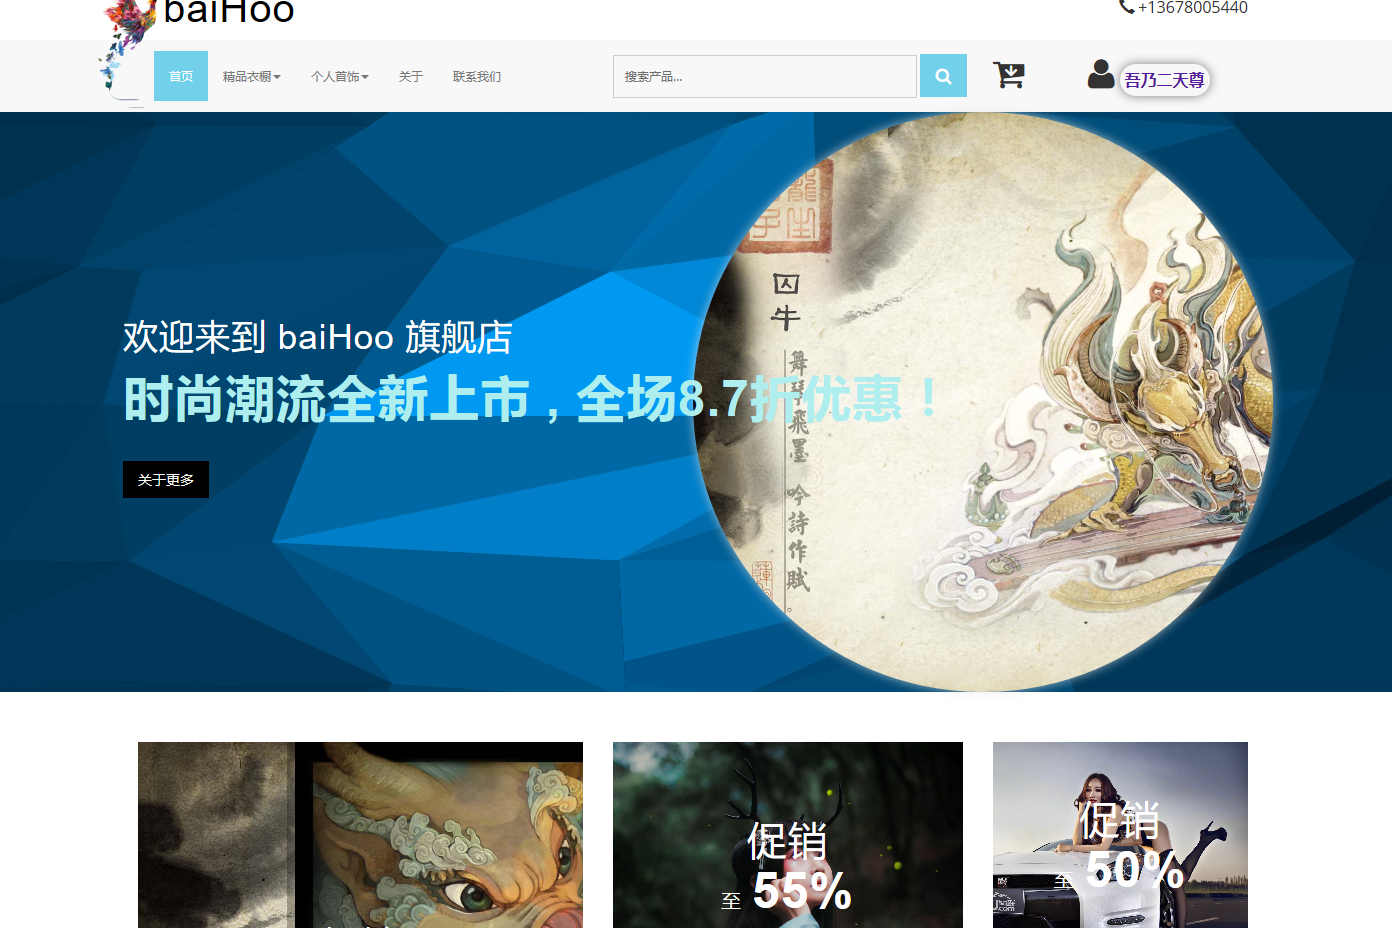 baiHoo
+13678005440
首页
精品衣橱
个人首饰
关于
联系我们
搜索产品...
吾乃二天尊
囚牛
欢迎来到 baiHoo 旗舰店
时尚潮流全新上市，全场8.7折优惠！
飛墨
吟詩作賦。
关于更多
促销
至 55%
促销
至 50%